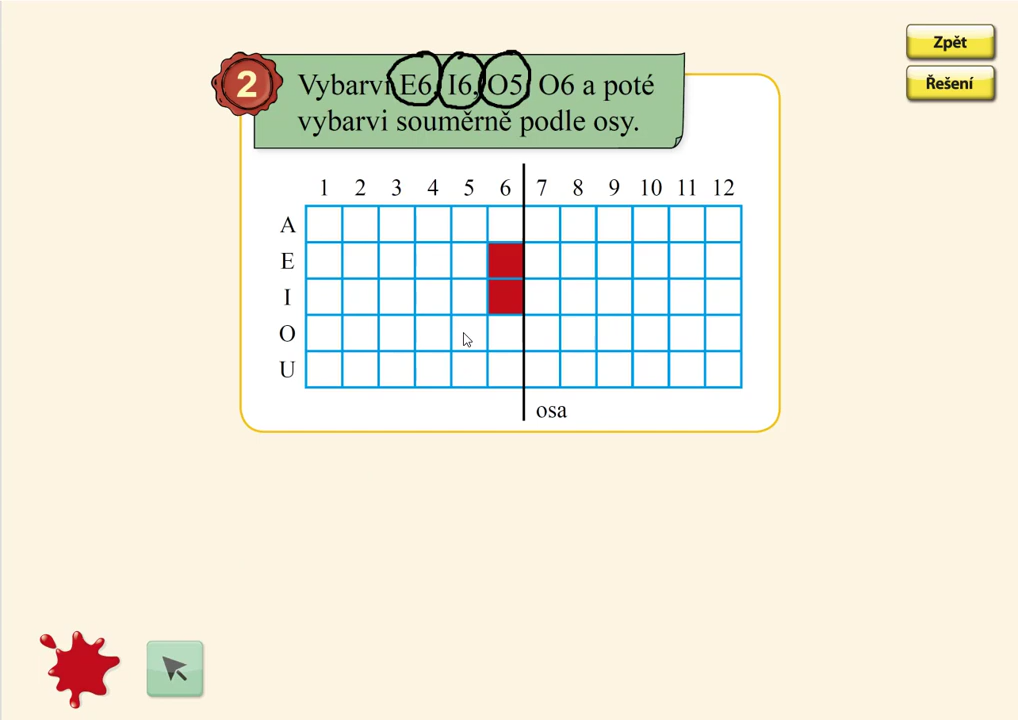 Zpět
Řešení
2
Vybarvi E6, I6, O5, O6 a poté
vybarvi souměrně podle osy.
1 2 3 4 5 6 7 8 9 10 11 12
A
E
I
O
U
osa